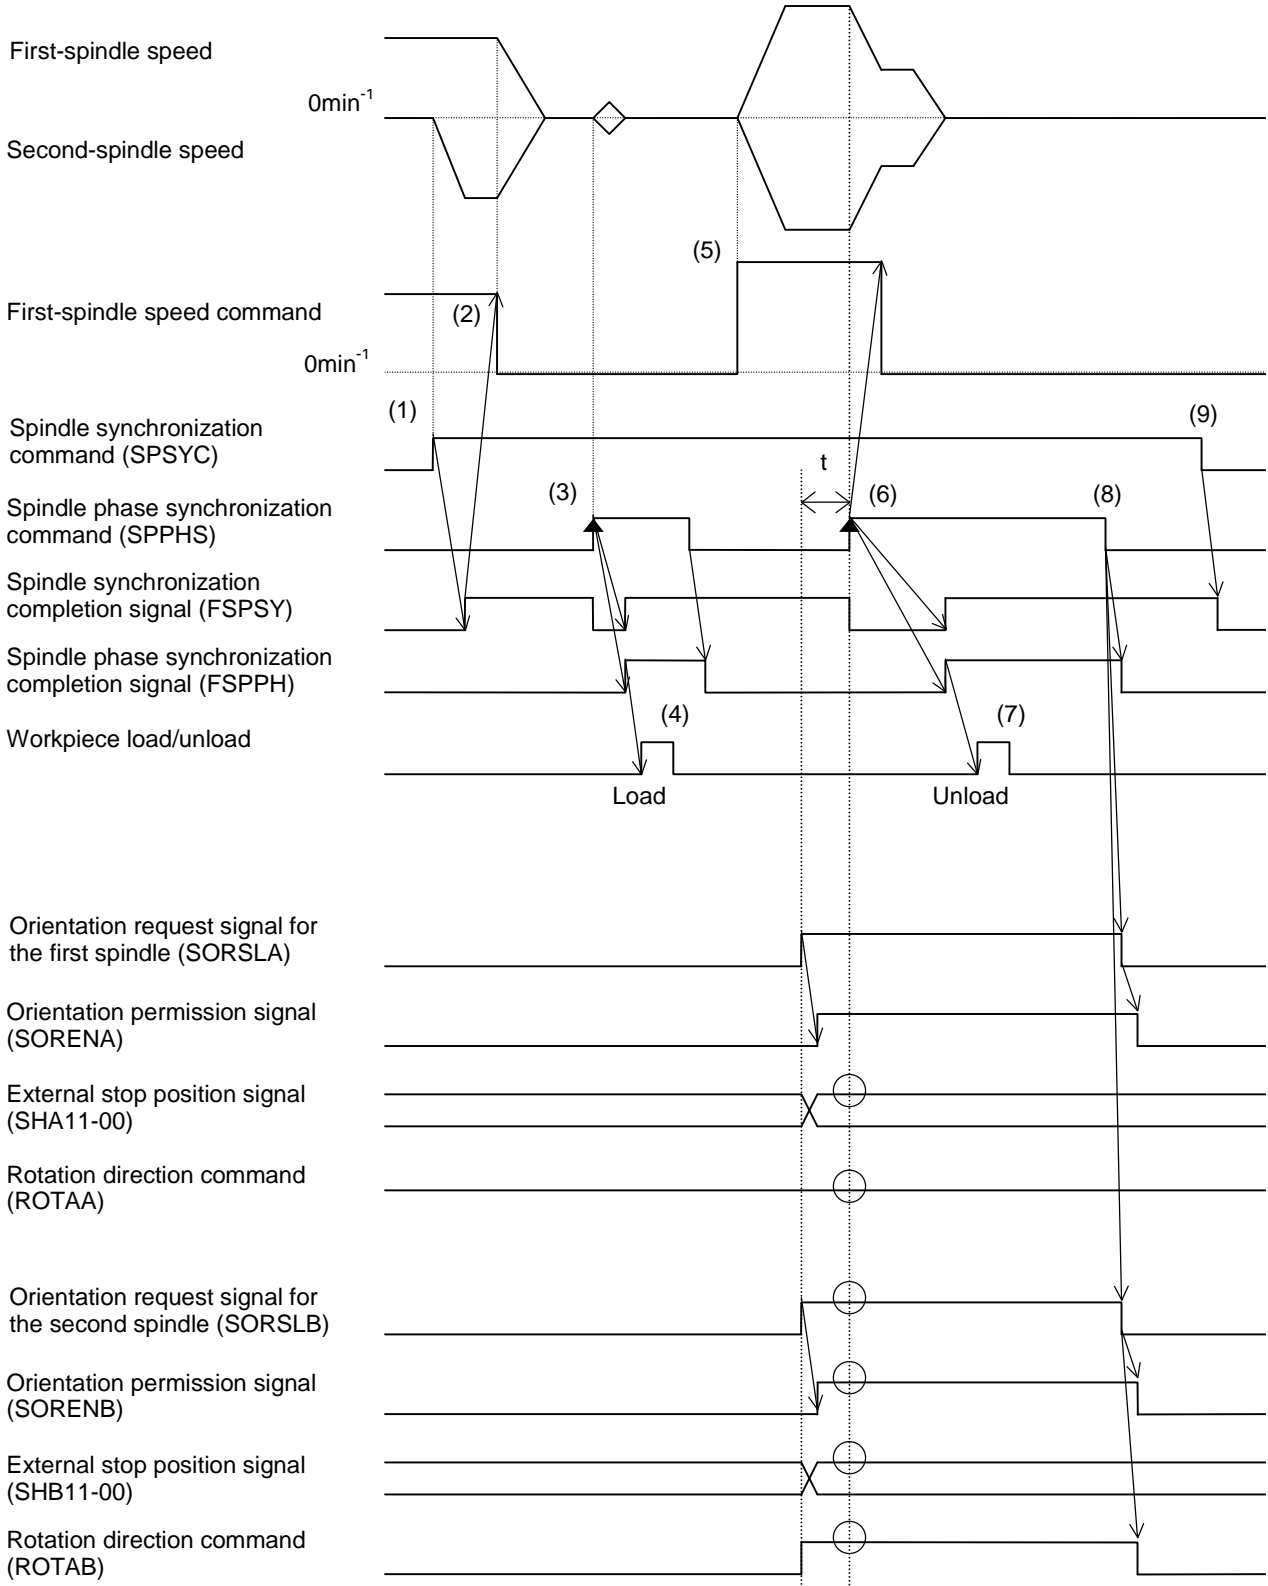 First-spindle speed
0min⁻¹
Second-spindle speed
(5)
First-spindle speed command
(2)
0min⁻¹
(1)
(9)
Spindle synchronization
command (SPSYC)
t
(3)
(6)
(8)
Spindle phase synchronization
command (SPPHS)
Spindle synchronization
completion signal (FSPSY)
Spindle phase synchronization
completion signal (FSPPH)
(4)
(7)
Workpiece load/unload
Load
Unload
Orientation request signal for
the first spindle (SORSLA)
Orientation permission signal
(SORENA)
External stop position signal
(SHA11-00)
Rotation direction command
(ROTAA)
Orientation request signal for
the second spindle (SORSLB)
Orientation permission signal
(SORENB)
External stop position signal
(SHB11-00)
Rotation direction command
(ROTAB)